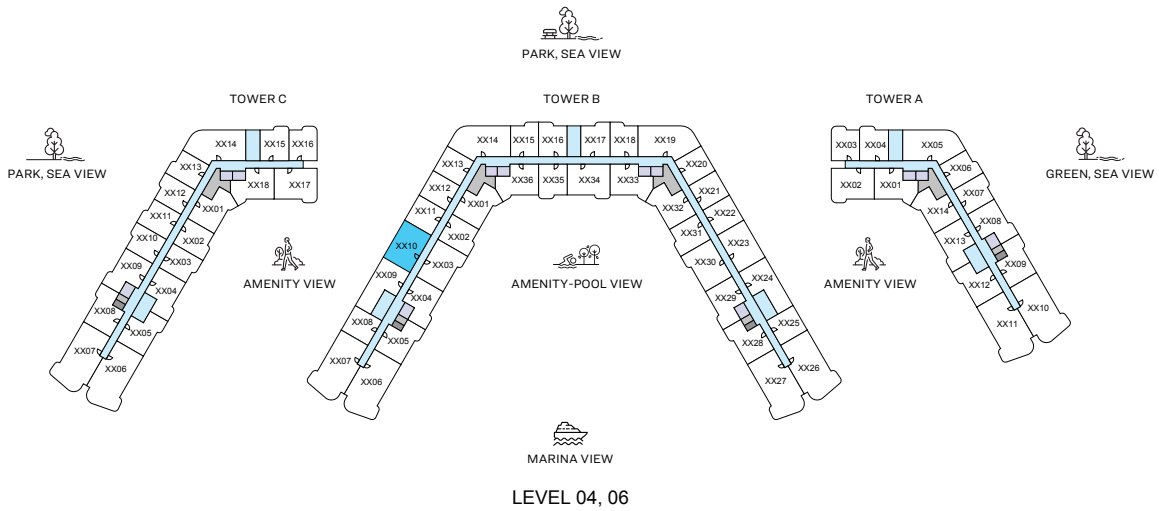 PARK, SEA VIEW
TOWER C
TOWER B
TOWER A
PARK, SEA VIEW
GREEN, SEA VIEW
XX14
XX15
XX16
XX13
XX12
XX11
XX10
XX09
XX08
XX07
XX06
XX05
XX04
XX03
XX02
XX01
XX18
XX17
XX14
XX15
XX16
XX17
XX18
XX19
XX13
XX12
XX11
XX10
XX09
XX08
XX07
XX06
XX05
XX04
XX03
XX02
XX01
XX36
XX35
XX34
XX33
XX32
XX31
XX30
XX29
XX28
XX27
XX26
XX25
XX24
XX23
XX22
XX21
XX20
XX03
XX04
XX05
XX02
XX01
XX06
XX07
XX08
XX09
XX10
XX11
XX12
XX13
XX14
AMENITY VIEW
AMENITY-POOL VIEW
AMENITY VIEW
MARINA VIEW
LEVEL 04, 06